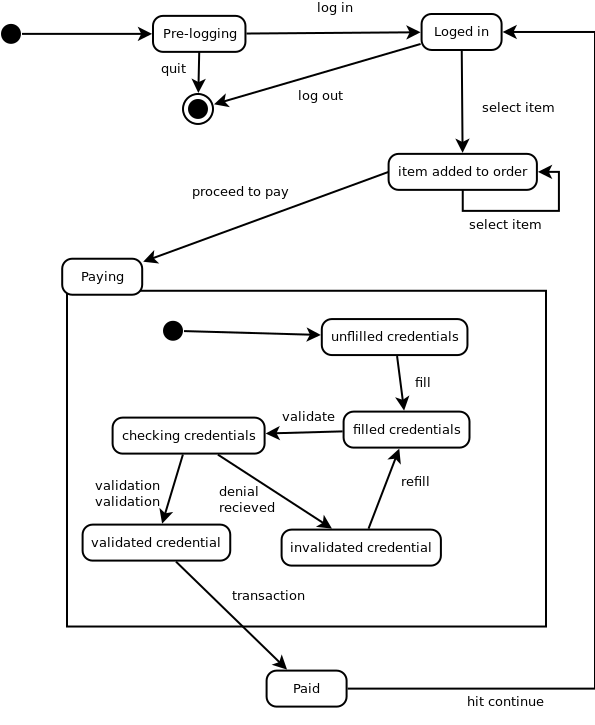 log in
Pre-logging
Loged in
quit
log out
select item
item added to order
proceed to pay
select item
Paying
unflilled credentials
fill
validate
filled credentials
checking credentials
refill
validation
validation
denial
recieved
validated credential
invalidated credential
transaction
Paid
hit continue